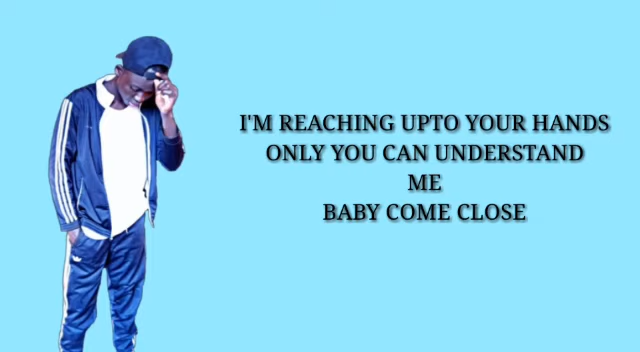 I'M REACHING UPTO YOUR HANDS
ONLY YOU CAN UNDERSTAND
ME
BABY COME CLOSE